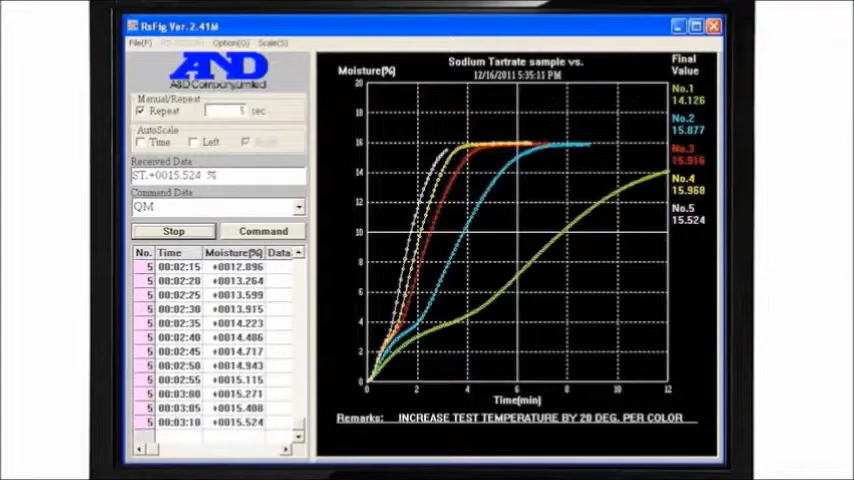 RsFig Ver.2.41M
File(F) Option(O) Scale(S)
AND
A&D Company,Limited
Manual/Repeat
Repeat 5 sec
AutoScale
Time Left
Received Data
ST.+0015.524 %
Command Data
QM
Stop Command
No. Time Moisture[%] Data
5 00:02:15 +0012.896
5 00:02:20 +0013.264
5 00:02:25 +0013.599
5 00:02:30 +0013.915
5 00:02:35 +0014.223
5 00:02:40 +0014.486
5 00:02:45 +0014.717
5 00:02:50 +0014.943
5 00:02:55 +0015.115
5 00:03:00 +0015.271
5 00:03:05 +0015.408
5 00:03:10 +0015.524
Sodium Tartrate sample vs.
12/16/2011 5:35:11 PM
Moisture[%]
20
18
16
14
12
10
8
6
4
2
0
0 2 4 6 8 10 12
Time(min)
Remarks: INCREASE TEST TEMPERATURE BY 20 DEG. PER COLOR
Final
Value
No.1
14.126
No.2
15.877
No.3
15.916
No.4
15.968
No.5
15.524